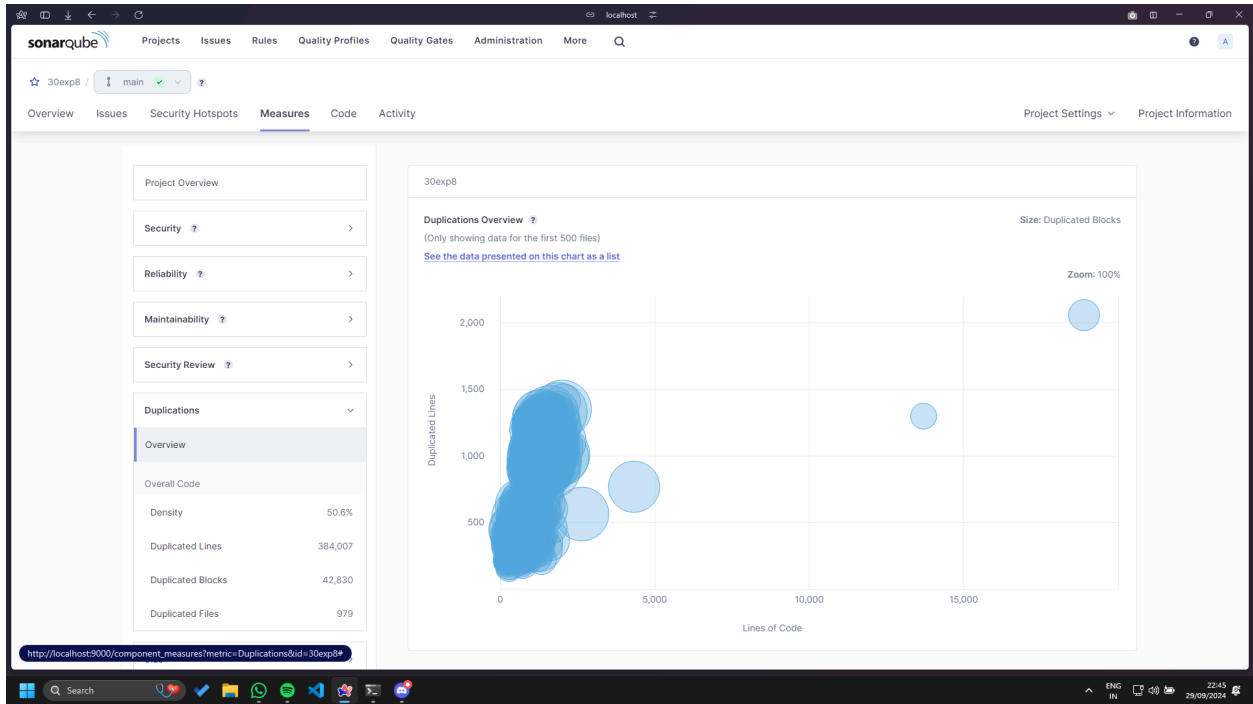 localhost
sonarqube Projects Issues Rules Quality Profiles Quality Gates Administration More ? A
30exp8 / main ?
Overview Issues Security Hotspots Measures Code Activity Project Settings Project Information
Project Overview
Security ?
Reliability ?
Maintainability ?
Security Review ?
Duplications
Overview
Overall Code
Density 50.6%
Duplicated Lines 384,007
Duplicated Blocks 42,830
Duplicated Files 979
30exp8
Duplications Overview ? Size: Duplicated Blocks
(Only showing data for the first 500 files)
See the data presented on this chart as a list
Zoom: 100%
2,000
1,500
1,000
500
Duplicated Lines
0 5,000 10,000 15,000
Lines of Code
http://localhost:9000/component_measures?metric=Duplications&id=30exp8#
Search
ENG
IN
22:45
29/09/2024